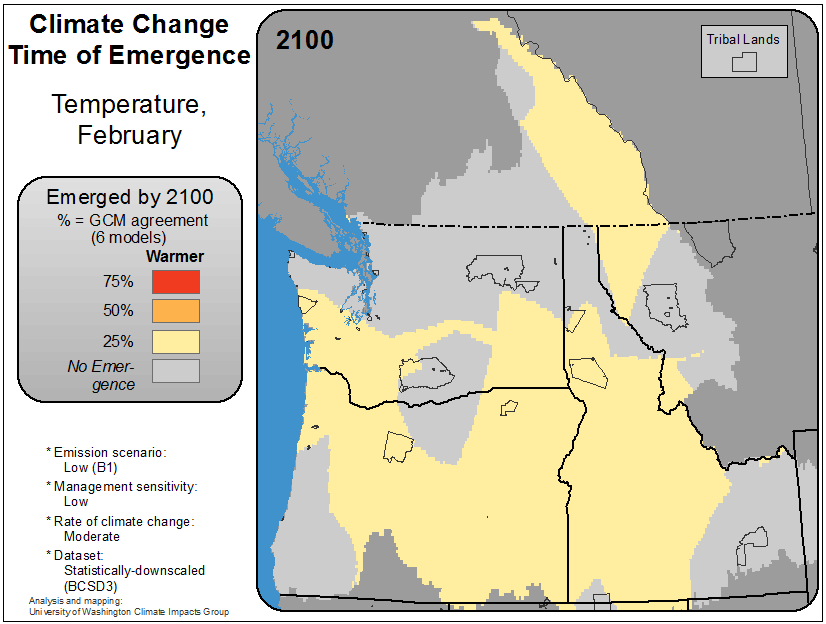 Climate Change
Time of Emergence
Temperature,
February
Emerged by 2100
% = GCM agreement
(6 models)
Warmer
75%
50%
25%
No Emer-
gence
* Emission scenario:
Low (B1)
* Management sensitivity:
Low
* Rate of climate change:
Moderate
* Dataset:
Statistically-downscaled
(BCSD3)
Analysis and mapping:
University of Washington Climate Impacts Group
2100
Tribal Lands